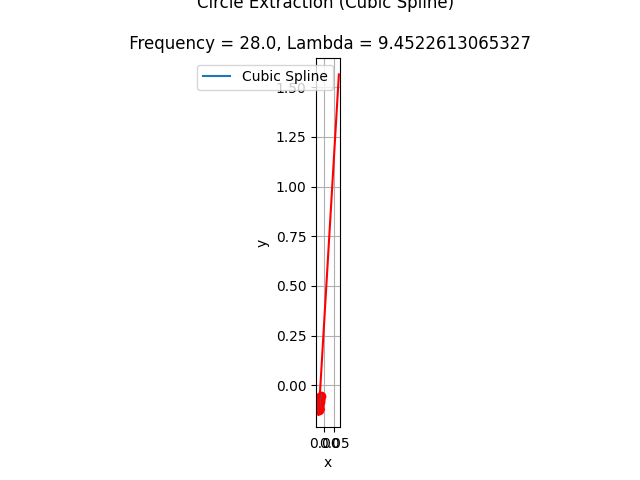 Circle Extraction (Cubic Spline)
Frequency = 28.0, Lambda = 9.4522613065327
Cubic Spline
1.50
1.25
1.00
0.75
0.50
0.25
0.00
y
x